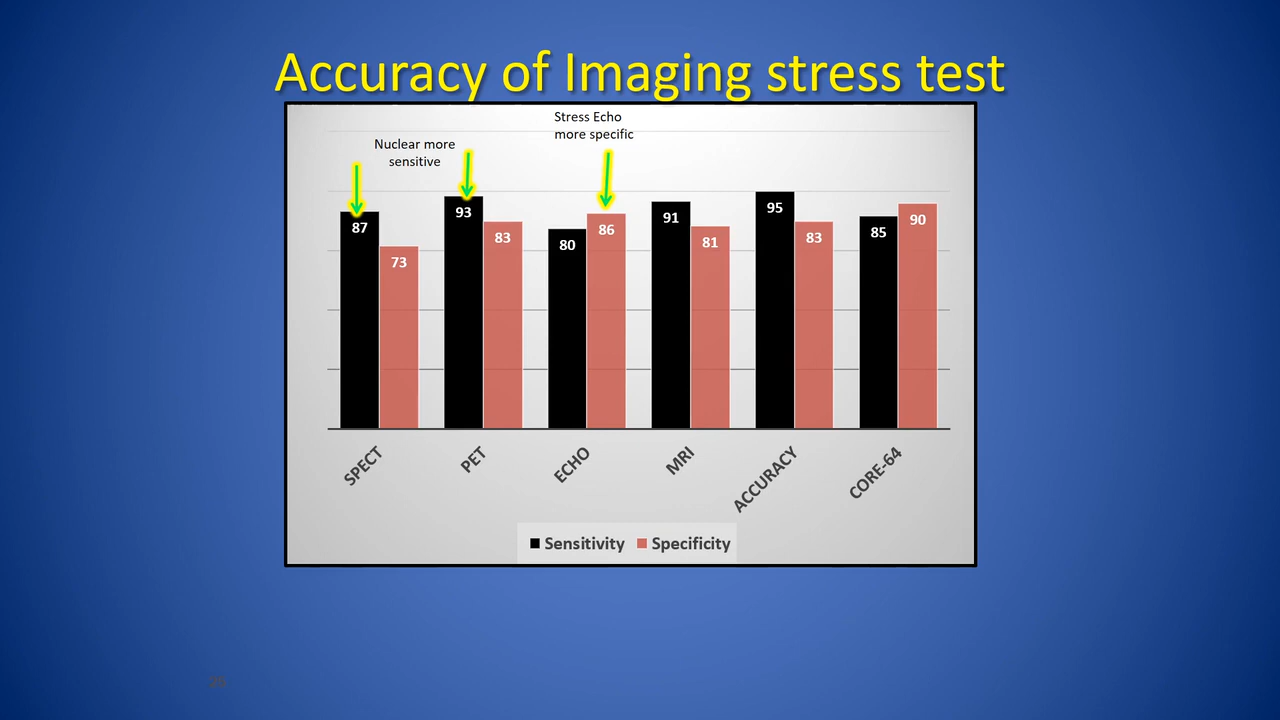 Accuracy of Imaging stress test
Stress Echo
more specific
Nuclear more
sensitive
87
73
93
83
80
86
91
81
95
83
85
90
SPECT
PET
ECHO
MRI
ACCURACY
CORE-64
Sensitivity
Specificity